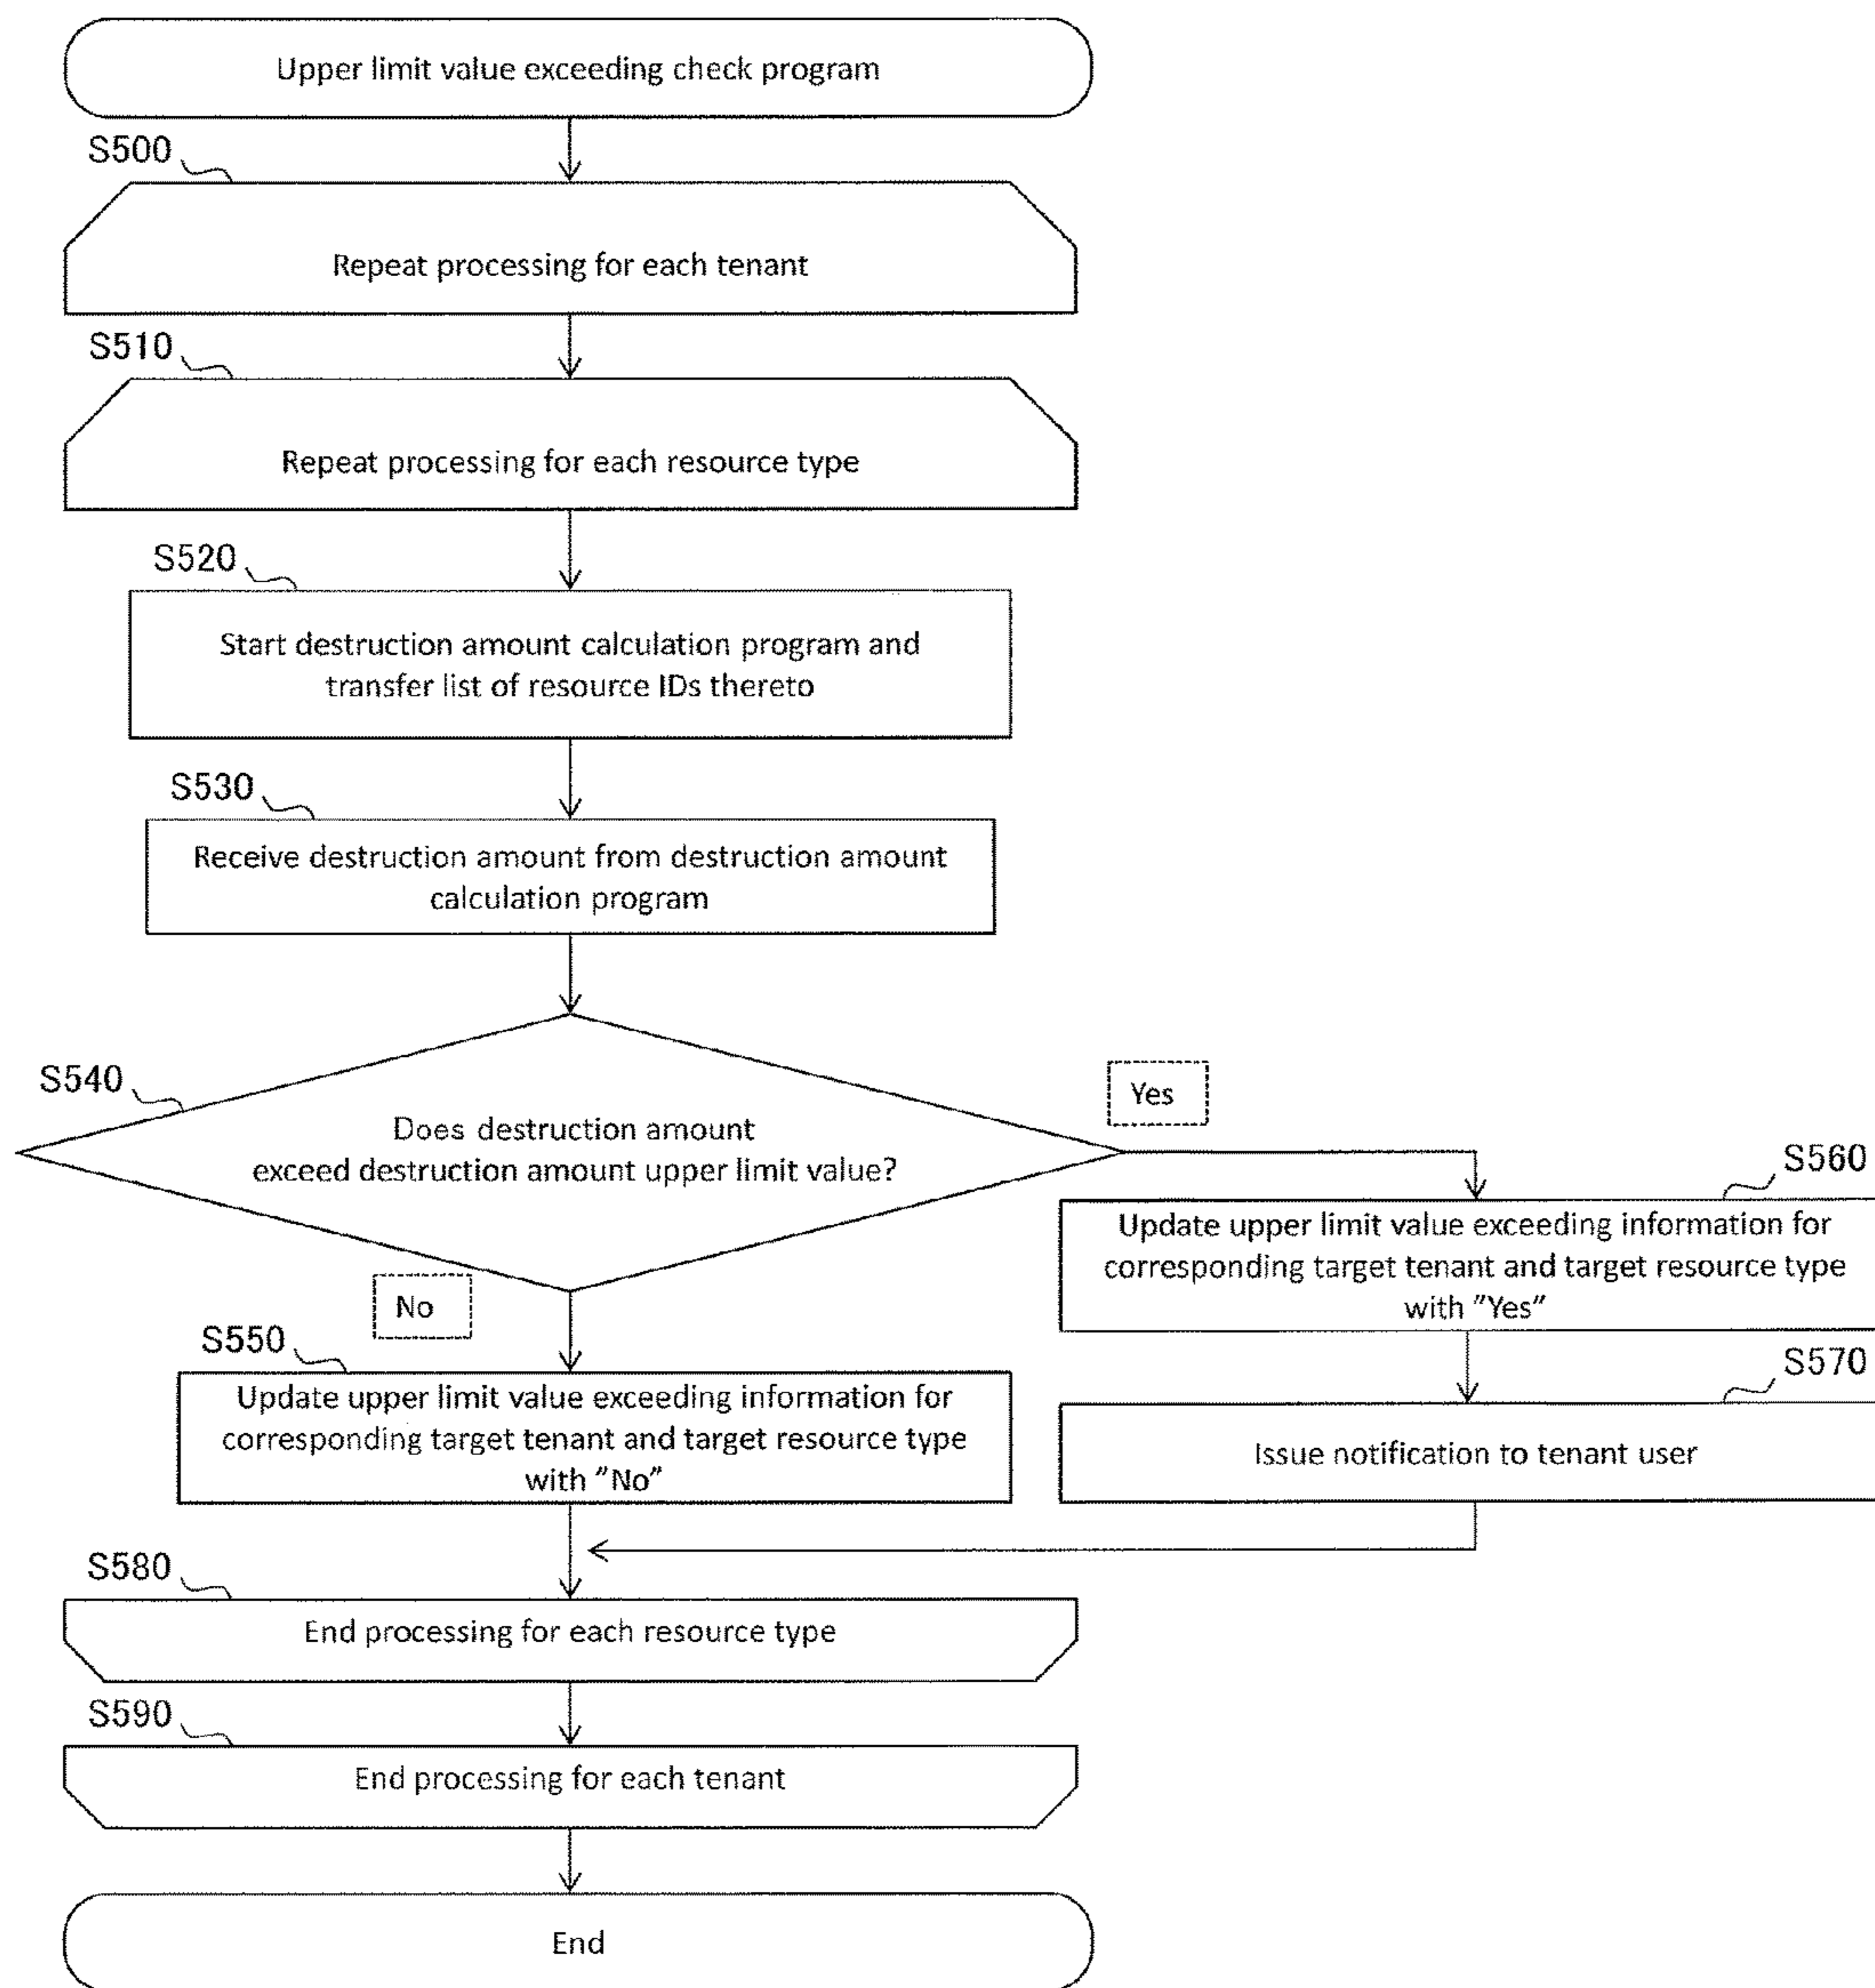 Upper limit value exceeding check program
S500
Repeat processing for each tenant
S510
Repeat processing for each resource type
S520
Start destruction amount calculation program and
transfer list of resource IDs thereto
S530
Receive destruction amount from destruction amount
calculation program
S540
Does destruction amount
exceed destruction amount upper limit value?
Yes
S560
Update upper limit value exceeding information for
corresponding target tenant and target resource type
with "Yes"
No
S550
Update upper limit value exceeding information for
corresponding target tenant and target resource type
with "No"
S570
Issue notification to tenant user
S580
End processing for each resource type
S590
End processing for each tenant
End